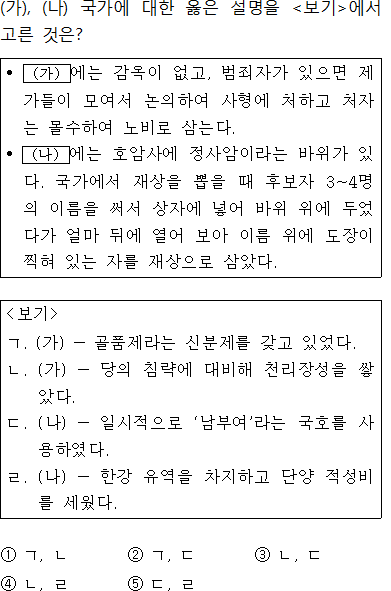 (가), (나) 국가에 대한 옳은 설명을 <보기>에서
고른 것은?
• (가) 에는 감옥이 없고, 범죄자가 있으면 제
가들이 모여서 논의하여 사형에 처하고 처자
는 몰수하여 노비로 삼는다.
• (나) 에는 호암사에 정사암이라는 바위가 있
다. 국가에서 재상을 뽑을 때 후보자 3~4명
의 이름을 써서 상자에 넣어 바위 위에 두었
다가 얼마 뒤에 열어 보아 이름 위에 도장이
찍혀 있는 자를 재상으로 삼았다.
<보기>
ㄱ. (가) - 골품제라는 신분제를 갖고 있었다.
ㄴ. (가) - 당의 침략에 대비해 천리장성을 쌓
았다.
ㄷ. (나) - 일시적으로 ‘남부여’라는 국호를 사
용하였다.
ㄹ. (나) - 한강 유역을 차지하고 단양 적성비
를 세웠다.
① ㄱ, ㄴ ② ㄱ, ㄷ ③ ㄴ, ㄷ
④ ㄴ, ㄹ ⑤ ㄷ, ㄹ